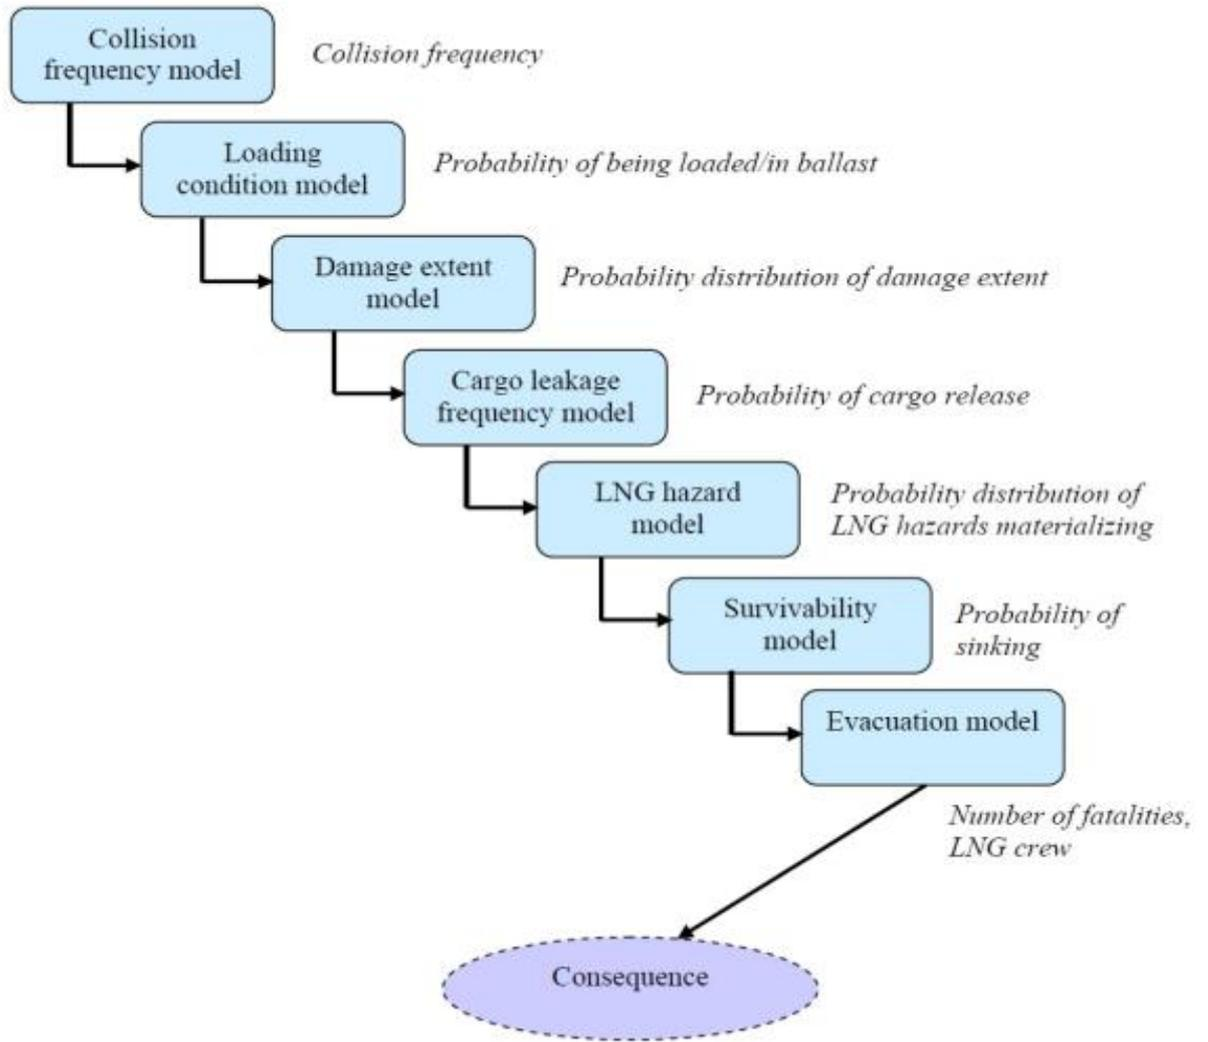 Collision
frequency model
Collision frequency
Loading
condition model
Probability of being loaded/in ballast
Damage extent
model
Probability distribution of damage extent
Cargo leakage
frequency model
Probability of cargo release
LNG hazard
model
Probability distribution of
LNG hazards materializing
Survivability
model
Probability of
sinking
Evacuation model
Number of fatalities,
LNG crew
Consequence